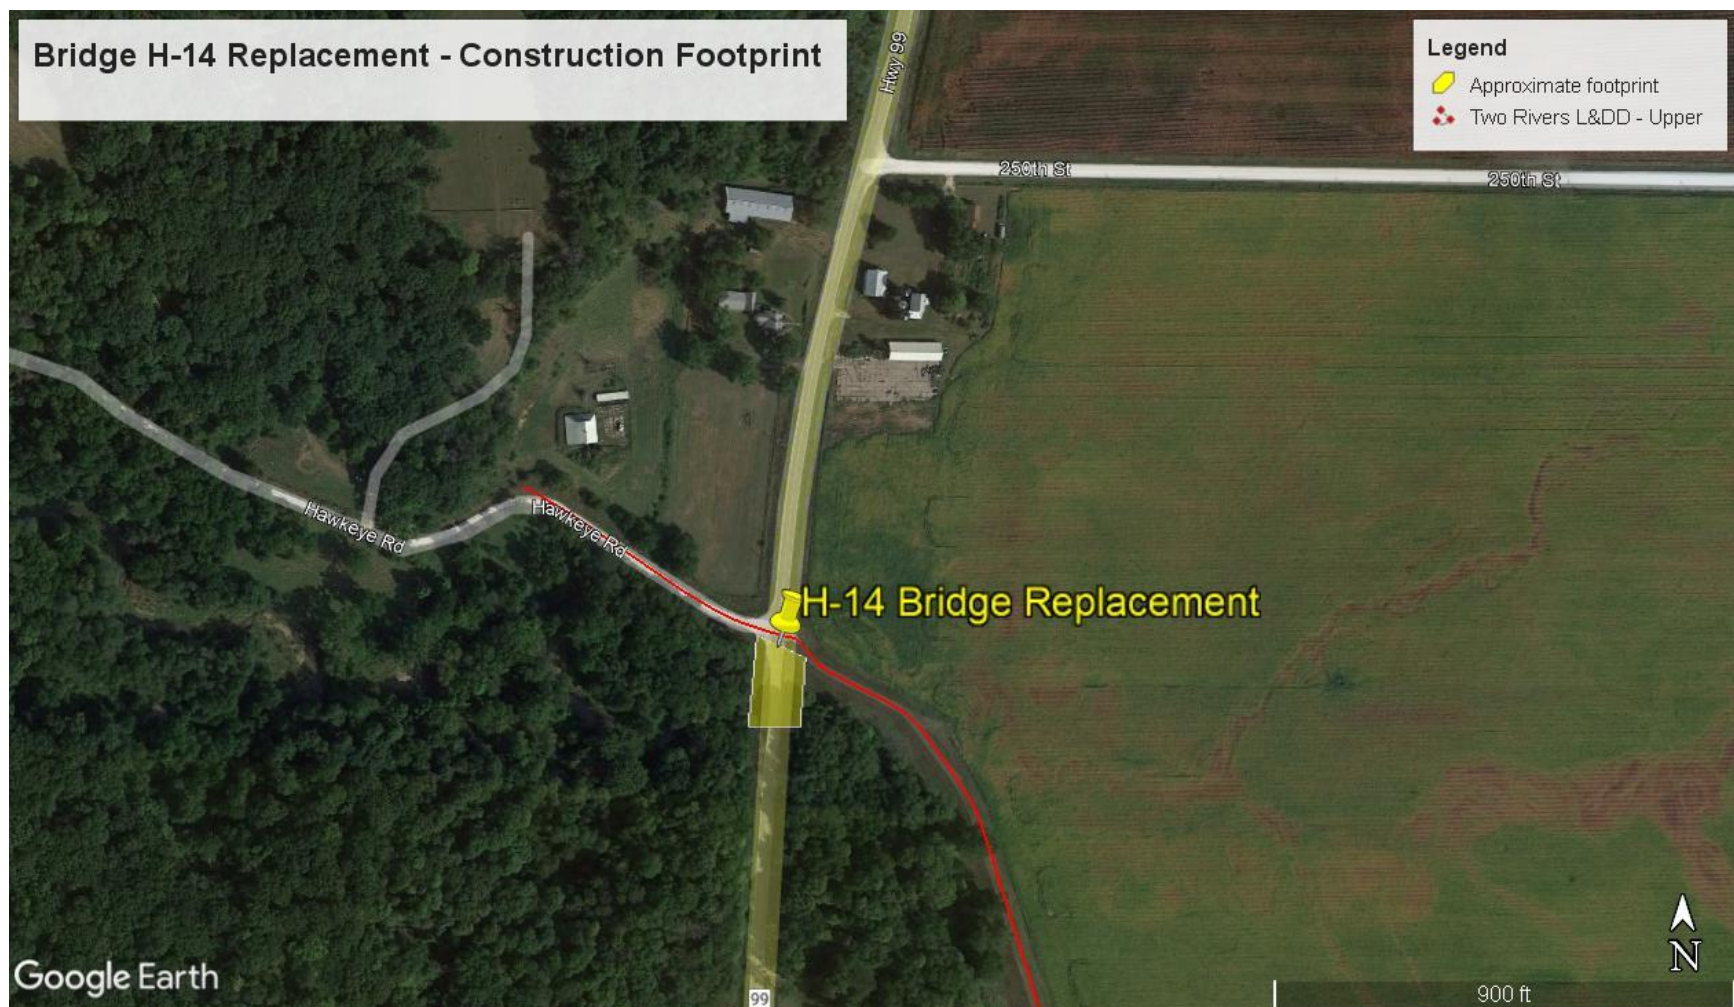 Bridge H-14 Replacement - Construction Footprint
Legend
Approximate footprint
Two Rivers L&DD - Upper
Hwy 99
250th St
250th St
Hawkeye Rd
Hawkeye Rd
H-14 Bridge Replacement
N
Google Earth
99
900 ft